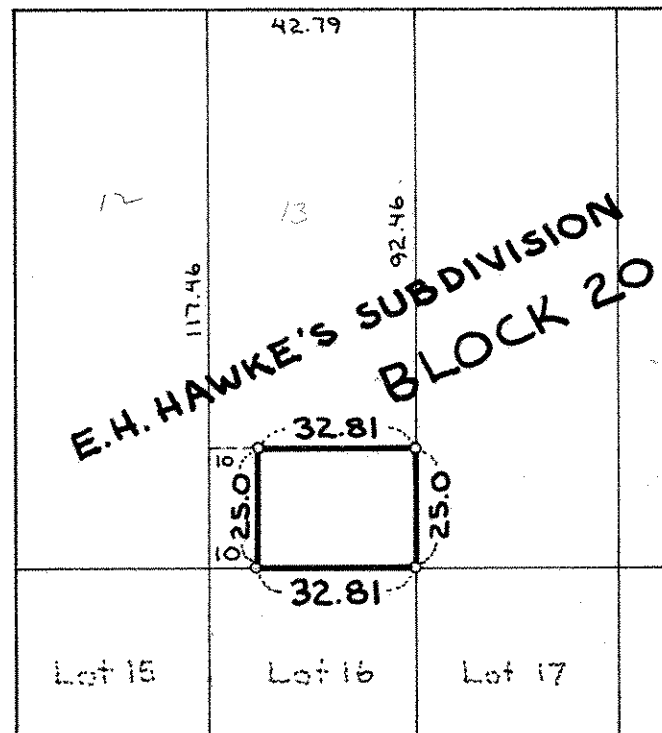 42.79
12
13
92.46
117.46
E.H. HAWKE'S SUBDIVISION
BLOCK 20
32.81
10
25.0
25.0
10
32.81
Lot 15
Lot 16
Lot 17